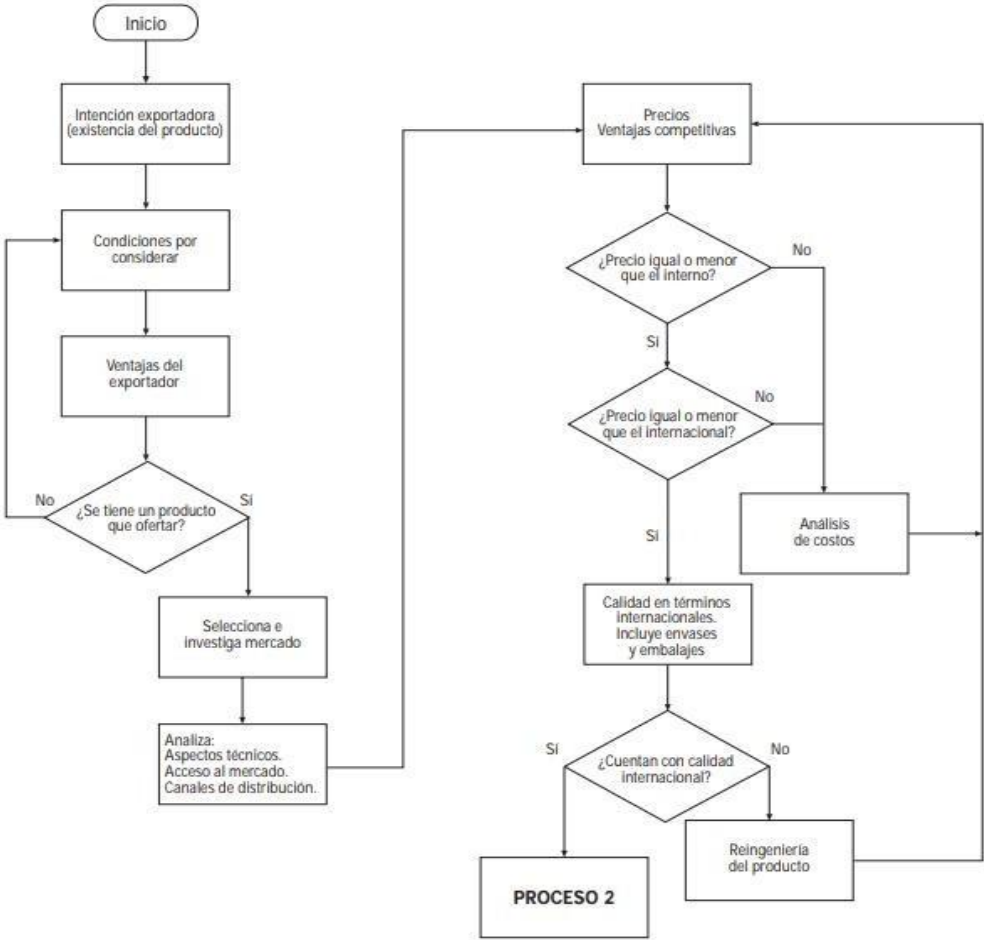 Inicio
Intención exportadora
(existencia del producto)
Condiciones por
considerar
Ventajas del
exportador
No
Sí
¿Se tiene un producto
que ofertar?
Selecciona e
investiga mercado
Analiza:
Aspectos técnicos.
Acceso al mercado.
Canales de distribución.
Precios
Ventajas competitivas
No
¿Precio igual o menor
que el interno?
Sí
No
¿Precio igual o menor
que el internacional?
Sí
Análisis
de costos
Calidad en términos
internacionales.
Incluye envases
y embalajes
Sí
No
¿Cuentan con calidad
internacional?
Reingeniería
del producto
PROCESO 2